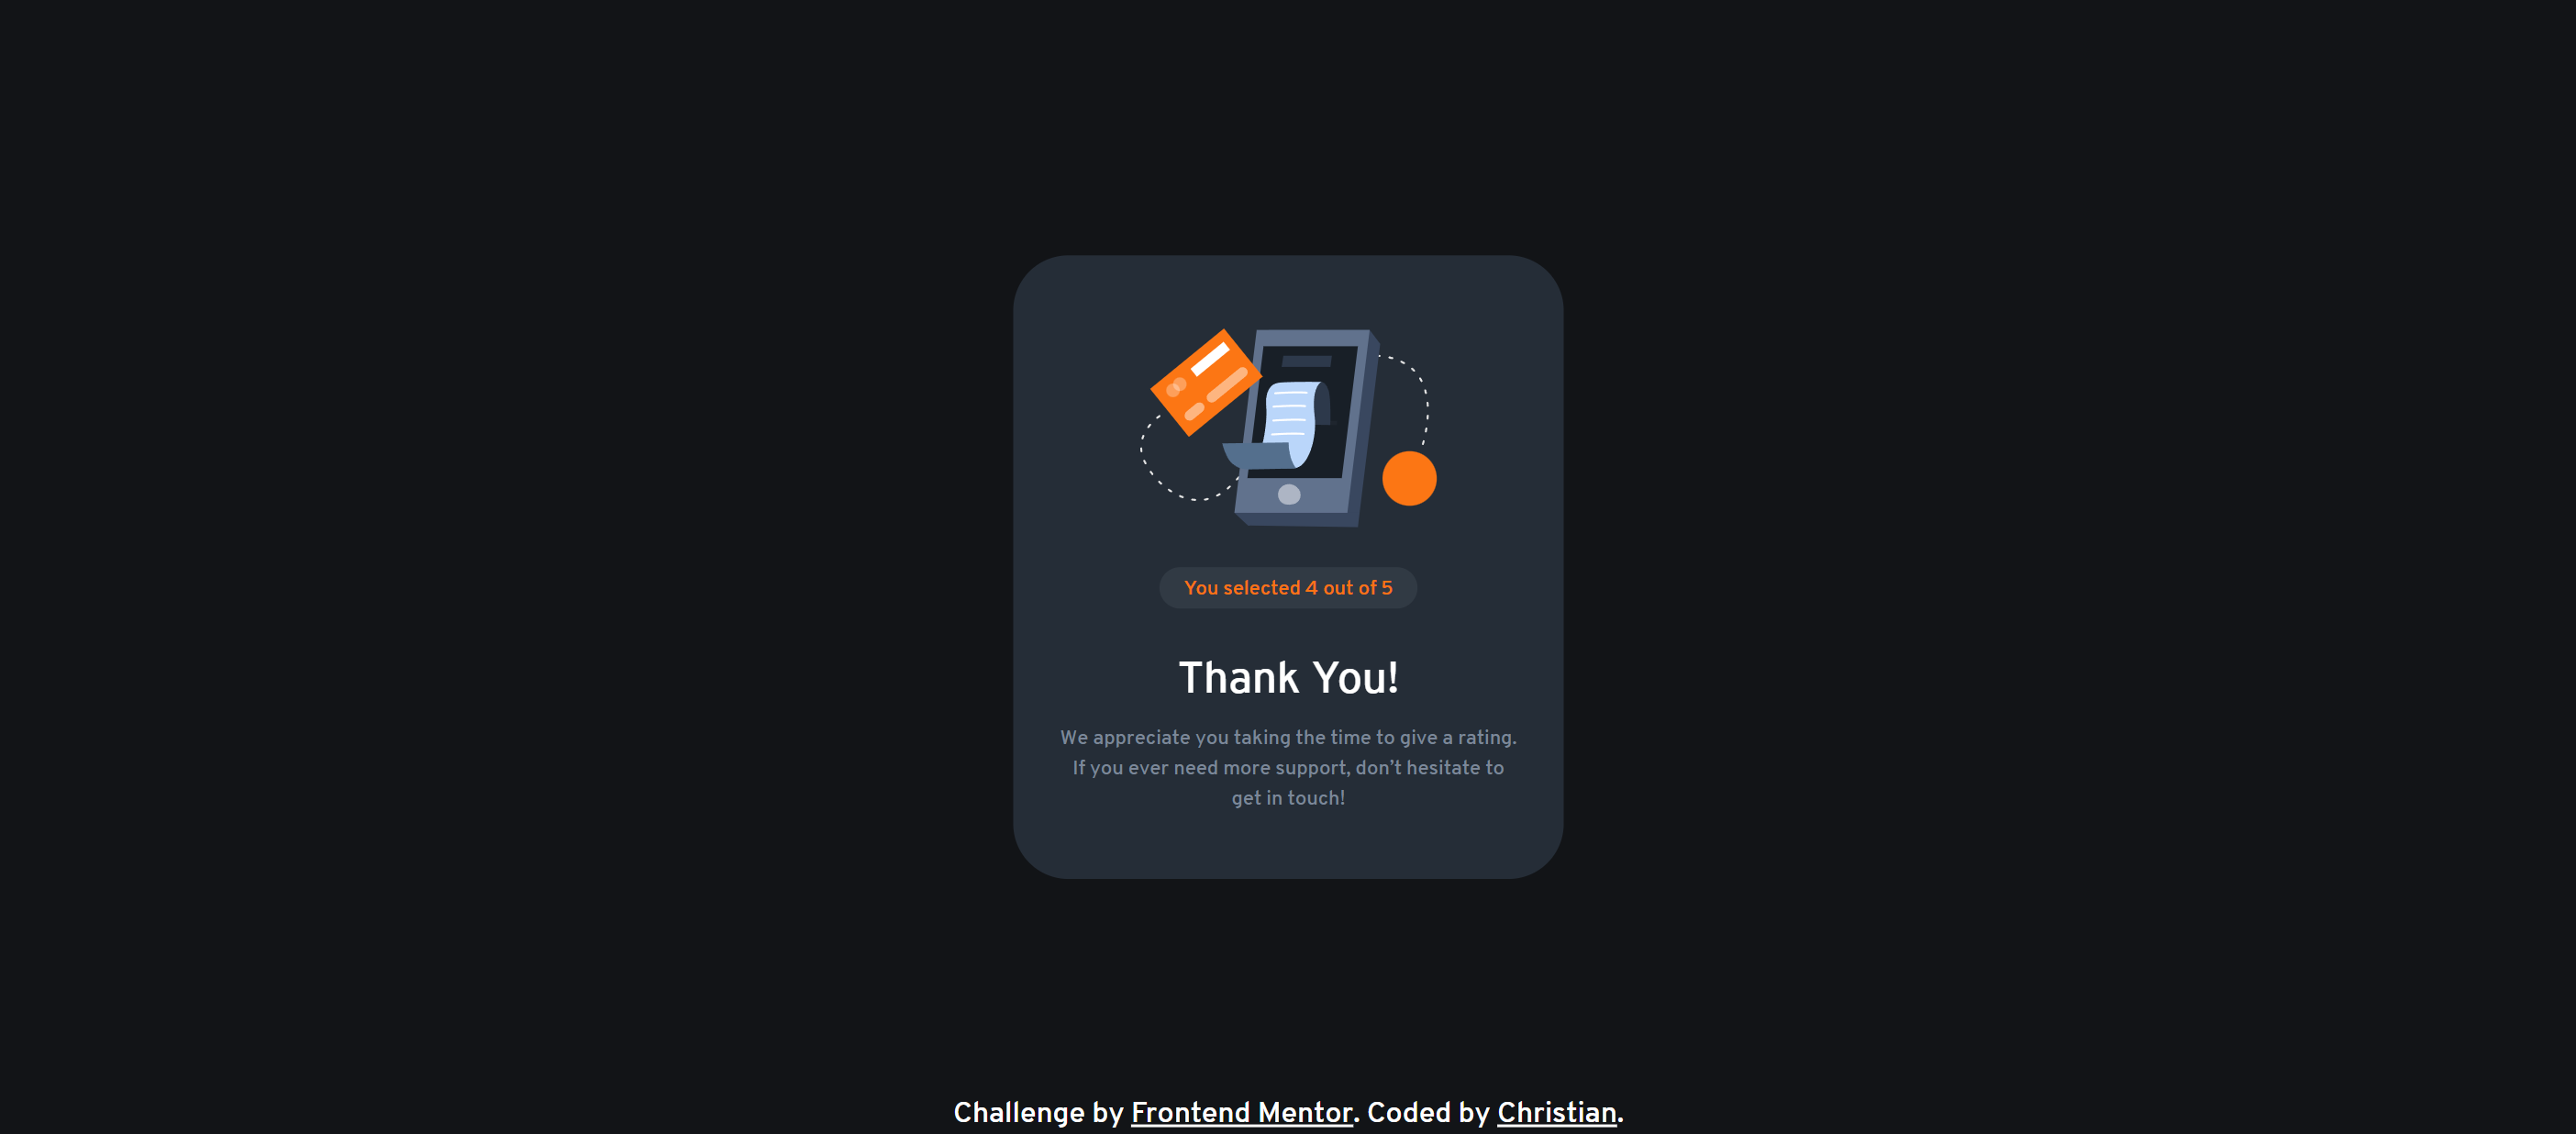 You selected 4 out of 5
Thank You!
We appreciate you taking the time to give a rating.
If you ever need more support, don’t hesitate to
get in touch!
Challenge by Frontend Mentor. Coded by Christian.